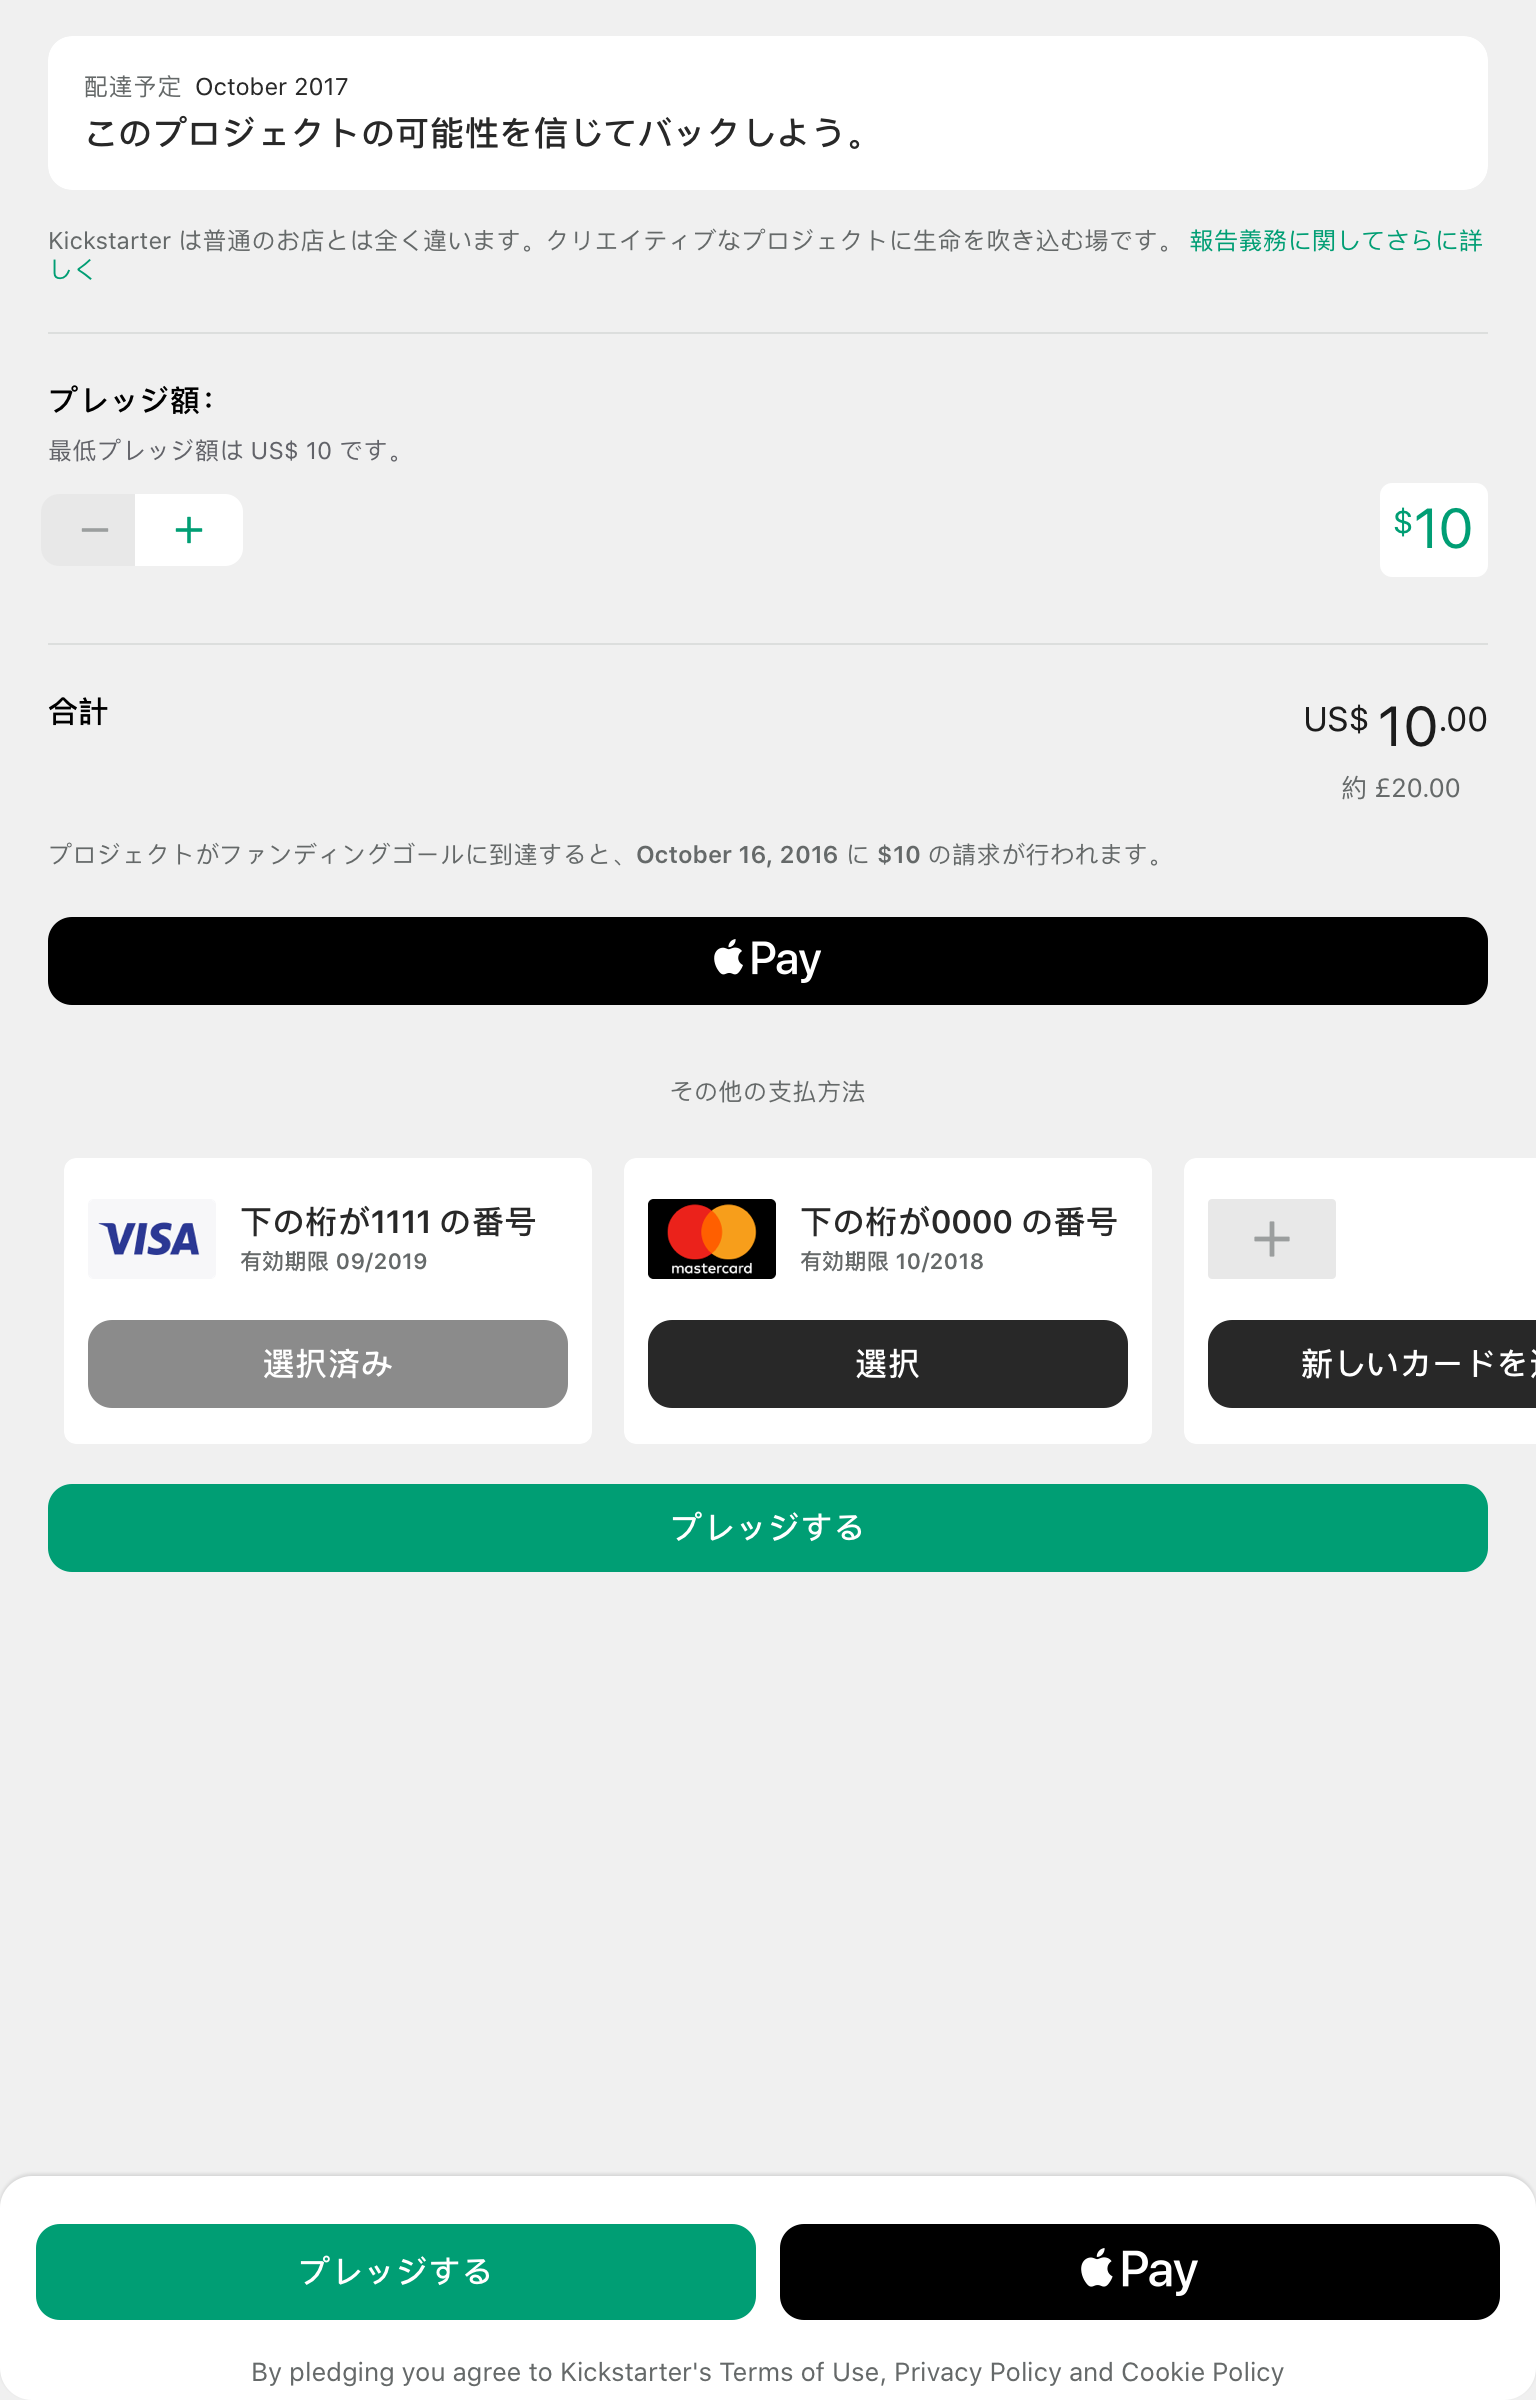 配達予定 October 2017
このプロジェクトの可能性を信じてバックしよう。
Kickstarter は普通のお店とは全く違います。クリエイティブなプロジェクトに生命を吹き込む場です。 報告義務に関してさらに詳
しく
プレッジ額：
最低プレッジ額は US$ 10 です。
$10
合計
US$ 10.00
約 £20.00
プロジェクトがファンディングゴールに到達すると、October 16, 2016 に $10 の請求が行われます。
Pay
その他の支払方法
VISA
下の桁が1111 の番号
有効期限 09/2019
選択済み
mastercard
下の桁が0000 の番号
有効期限 10/2018
選択
新しいカードを
プレッジする
プレッジする
Pay
By pledging you agree to Kickstarter's Terms of Use, Privacy Policy and Cookie Policy